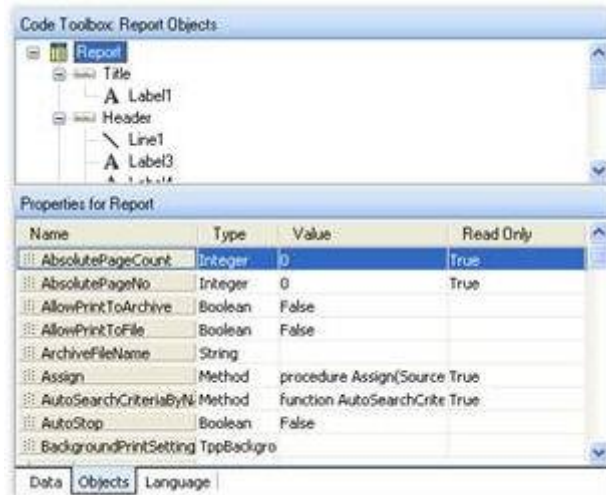 Code Toolbox: Report Objects
Report
Title
A Label1
Header
Line1
A Label3
Properties for Report
Name Type Value Read Only
AbsolutePageCount Integer 0 True
AbsolutePageNo Integer 0 True
AllowPrintToArchive Boolean False
AllowPrintToFile Boolean False
ArchiveFileName String
Assign Method procedure Assign(Source True
AutoSearchCriteriaByN Method function AutoSearchCrite True
AutoStop Boolean False
BackgroundPrintSetting TppBackgro
Data Objects Language